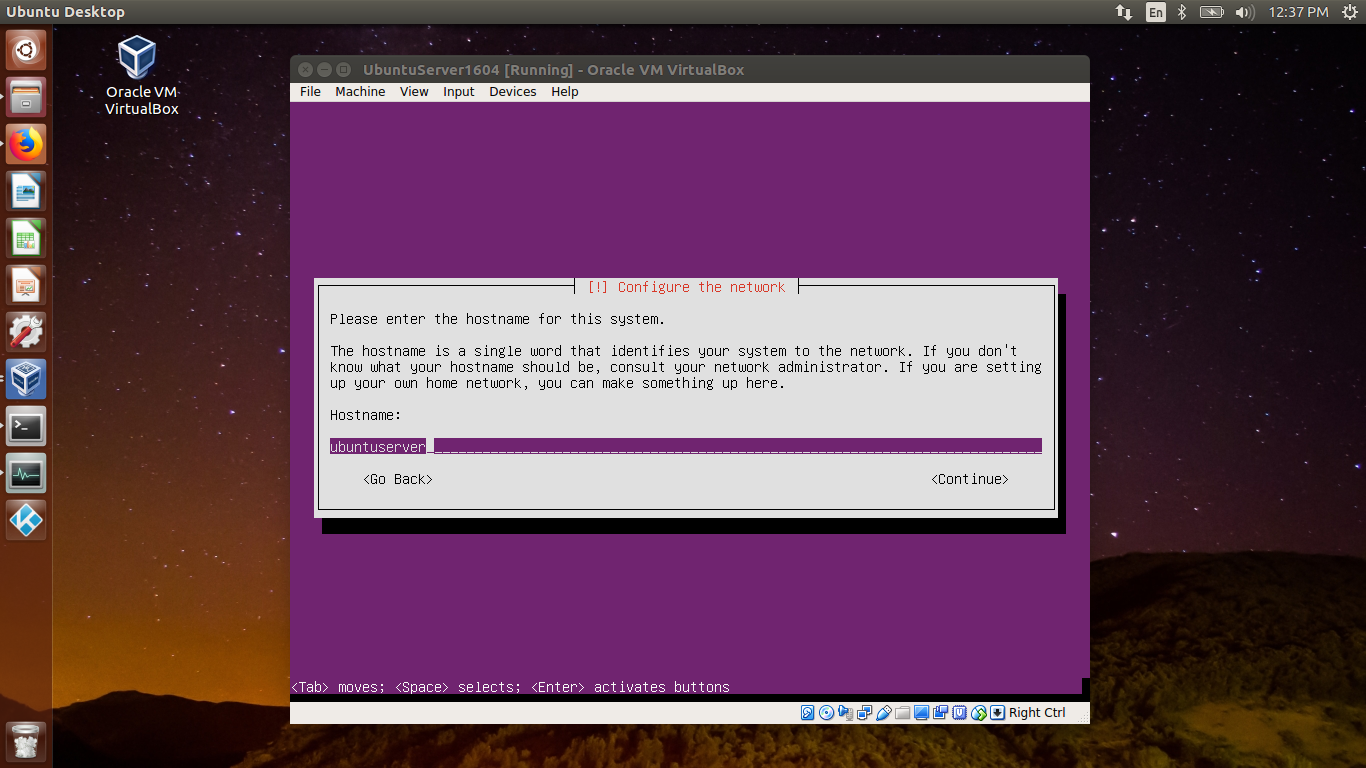 Ubuntu Desktop
En
12:37 PM
Oracle VM
VirtualBox
UbuntuServer1604 [Running] - Oracle VM VirtualBox
File Machine View Input Devices Help
[!] Configure the network
Please enter the hostname for this system.
The hostname is a single word that identifies your system to the network. If you don't
know what your hostname should be, consult your network administrator. If you are setting
up your own home network, you can make something up here.
Hostname:
ubuntuserver
<Go Back> <Continue>
<Tab> moves; <Space> selects; <Enter> activates buttons
Right Ctrl